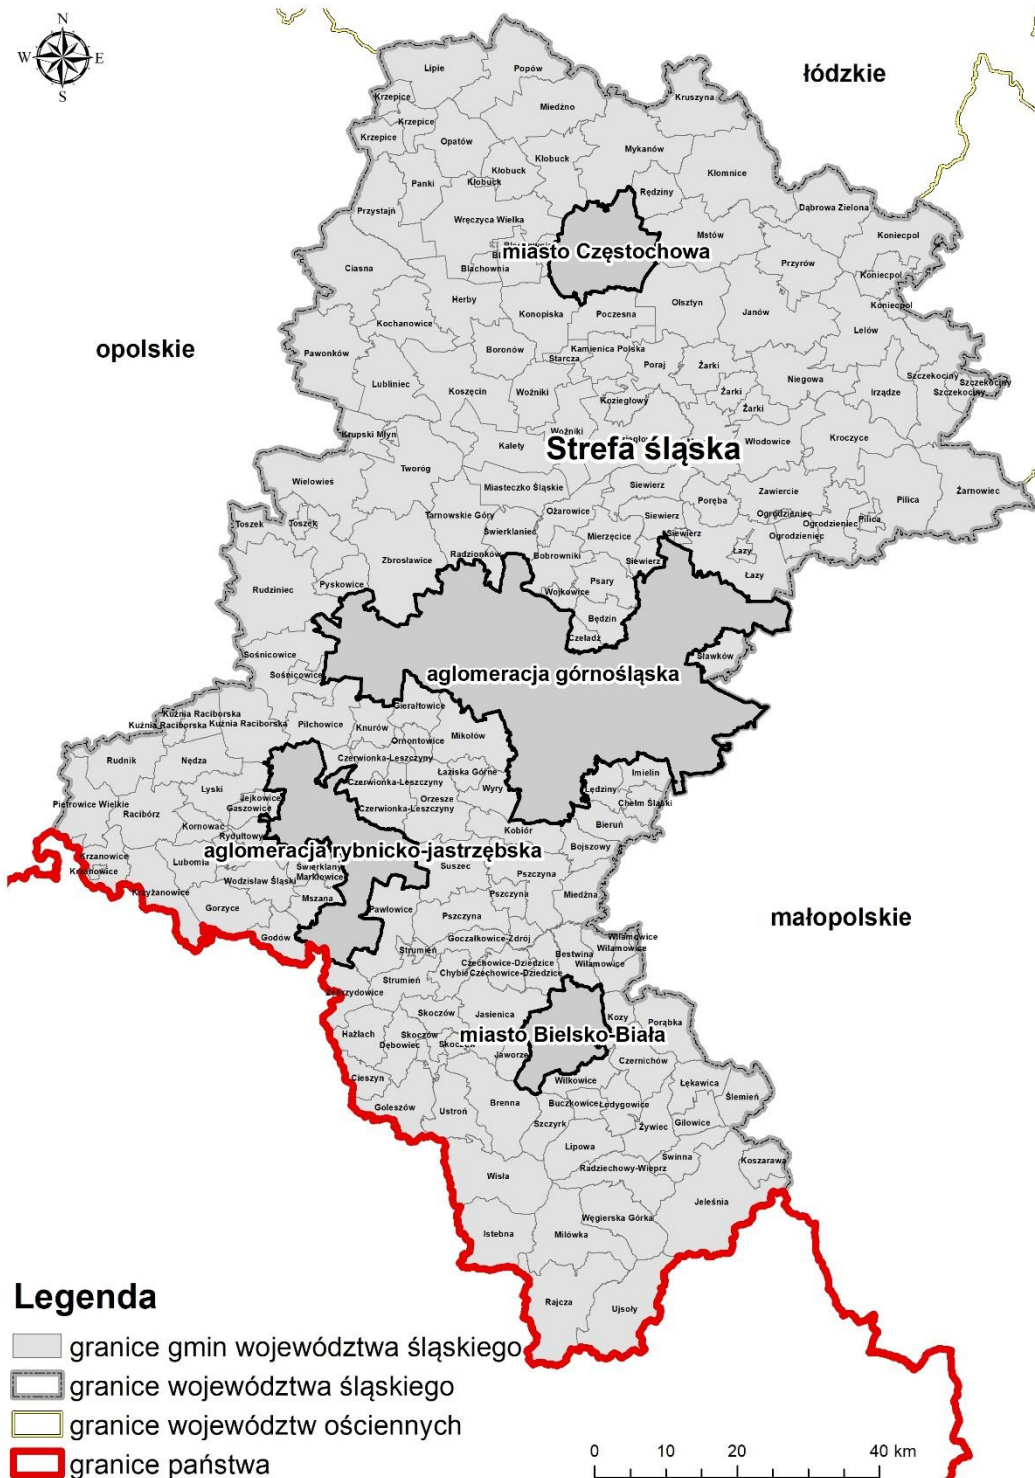 N
W E
S
łódzkie
Lipie
Popów
Krzepice
Miedźno
Kruszyna
Krzepice
Krzepice
Opatów
Mykanów
Kłobuck
Kłobuck
Kłobuck
Panki
Kłomnice
Rędziny
Przystajń
Dąbrowa Zielona
Wręczyca Wielka
Mstów
Koniecpol
miasto Częstochowa
Ciasna
Blachownia
Przyrów
Koniecpol
Herby
Olsztyn
Koniecpol
Konopiska
Poczesna
Janów
Kochanowice
Lelów
opolskie
Pawonków
Boronów
Kamienica Polska
Starcza
Poraj
Żarki
Niegowa
Szczekociny
Szczekociny
Szczekociny
Lubliniec
Koszęcin
Woźniki
Żarki
Irządze
Koziegłowy
Żarki
Krupski Młyn
Woźniki
Kalety
Strefa śląska
Włodowice
Kroczyce
Tworóg
Wielowieś
Miasteczko Śląskie
Siewierz
Poręba
Zawiercie
Pilica
Żarnowiec
Tarnowskie Góry
Ożarowice
Siewierz
Ogrodzieniec
Toszek
Toszek
Świerklaniec
Mierzęcice
Siewierz
Ogrodzieniec
Pilica
Ogrodzieniec
Zbrosławice
Radzionków
Bobrowniki
Siewierz
Łazy
Łazy
Rudziniec
Pyskowice
Psary
Wojkowice
Będzin
Czeladź
Sośnicowice
Sławków
Sośnicowice
aglomeracja górnośląska
Gierałtowice
Kuźnia Raciborska
Kuźnia Raciborska
Kuźnia Raciborska
Pilchowice
Knurów
Mikołów
Ornontowice
Rudnik
Nędza
Czerwionka-Leszczyny
Łaziska Górne
Imielin
Lyski
Czerwionka-Leszczyny
Wyry
Lędziny
Pietrowice Wielkie
Jejkowice
Orzesze
Chełm Śląski
Racibórz
Gaszowice
Czerwionka-Leszczyny
Kornować
Rydułtowy
Kobiór
Bieruń
Bojszowy
aglomeracja rybnicko-jastrzębska
Krzanowice
Krzanowice
Lubomia
Świerklany
Suszec
Pszczyna
Wodzisław Śląski
Marklowice
Krzyżanowice
Mszana
Pszczyna
Miedźna
Gorzyce
Pawłowice
Pszczyna
małopolskie
Godów
Goczałkowice-Zdrój
Wilamowice
Strumień
Bestwina
Wilamowice
Czechowice-Dziedzice
Wilamowice
Strumień
Chybie
Czechowice-Dziedzice
Zebrzydowice
Skoczów
Jasienica
Kozy
Porąbka
Hażlach
Skoczów
miasto Bielsko-Biała
Dębowiec
Skoczów
Jaworze
Czernichów
Cieszyn
Wilkowice
Łękawica
Ślemień
Goleszów
Ustroń
Brenna
Buczkowice
Łodygowice
Szczyrk
Żywiec
Gilowice
Lipowa
Świnna
Koszarawa
Wisła
Radziechowy-Wieprz
Jeleśnia
Węgierska Górka
Istebna
Milówka
Rajcza
Ujsoły
Legenda
granice gmin województwa śląskiego
granice województwa śląskiego
granice województw ościennych
granice państwa
0 10 20 40 km